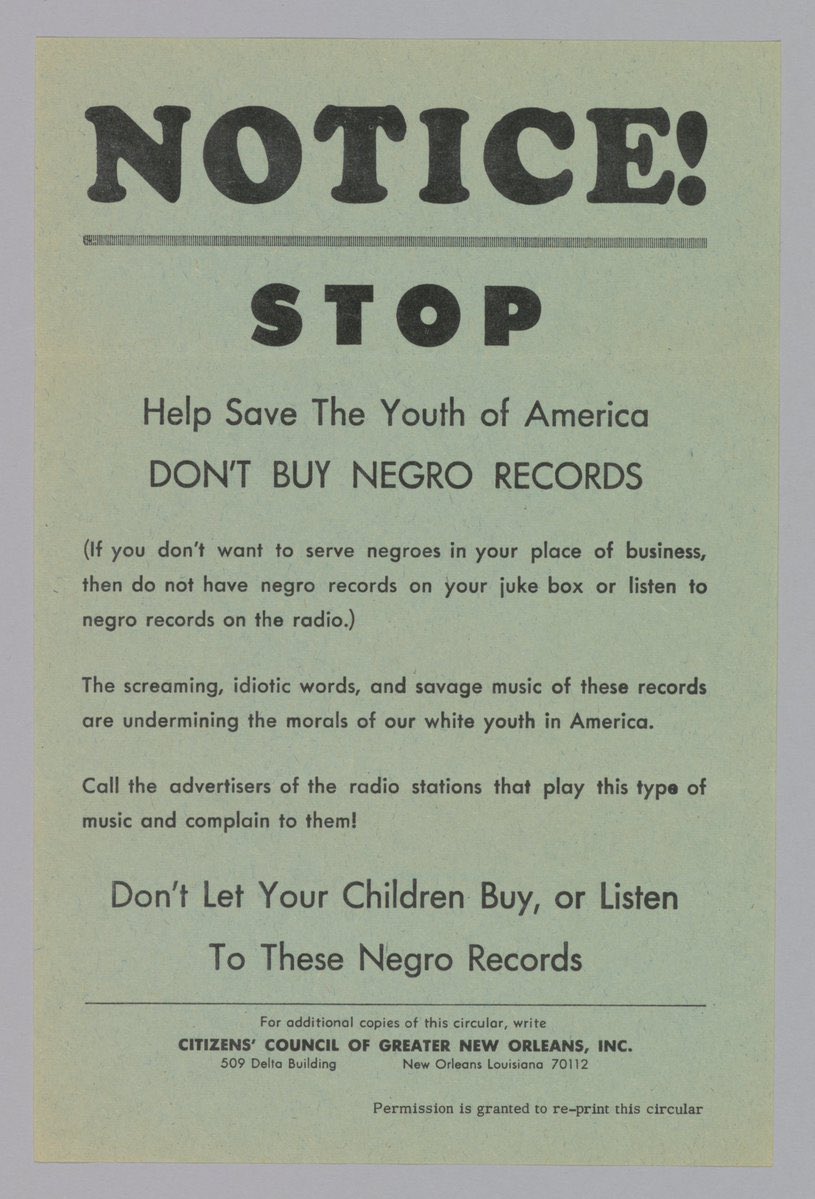 NOTICE!
STOP
Help Save The Youth of America
DON'T BUY NEGRO RECORDS
(If you don't want to serve negroes in your place of business,
then do not have negro records on your juke box or listen to
negro records on the radio.)
The screaming, idiotic words, and savage music of these records
are undermining the morals of our white youth in America.
Call the advertisers of the radio stations that play this type of
music and complain to them!
Don't Let Your Children Buy, or Listen
To These Negro Records
For additional copies of this circular, write
CITIZENS' COUNCIL OF GREATER NEW ORLEANS, INC.
509 Delta Building New Orleans Louisiana 70112
Permission is granted to re-print this circular